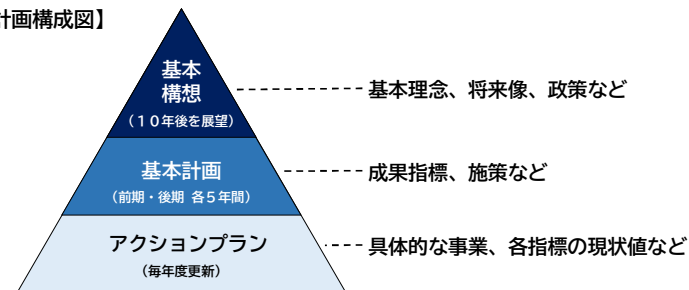 計画構成図】
基本
構想
（１０年後を展望）
基本理念、将来像、政策など
基本計画
（前期・後期 各５年間）
成果指標、施策など
アクションプラン
（毎年度更新）
具体的な事業、各指標の現状値など